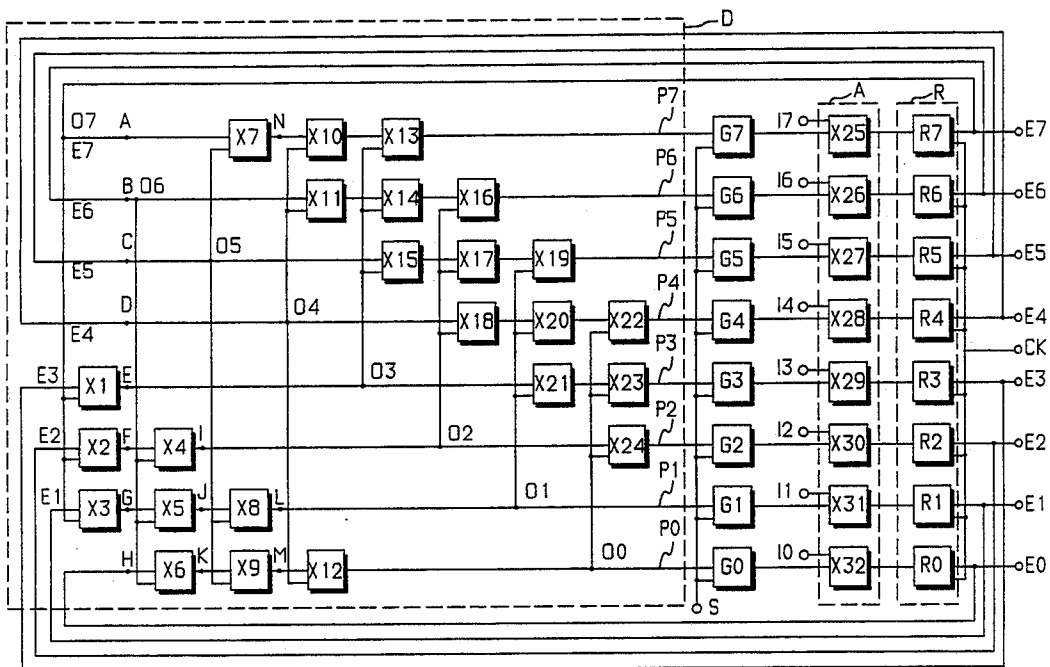 D
A R
O7 A X7 N X10 X13 P7 G7 I7 X25 R7 E7
E7
B O6 X11 X14 X16 P6 G6 I6 X26 R6 E6
E6
C O5 X15 X17 X19 P5 G5 I5 X27 R5 E5
E5
D O4 X18 X20 X22 P4 G4 I4 X28 R4 E4
E4
CK
E3 X1 E O3 X21 X23 P3 G3 I3 X29 R3 E3
E2 X2 F X4 I O2 X24 P2 G2 I2 X30 R2 E2
E1 X3 G X5 J X8 L O1 P1 G1 I1 X31 R1 E1
H X6 K X9 M X12 O0 P0 G0 I0 X32 R0 E0
S